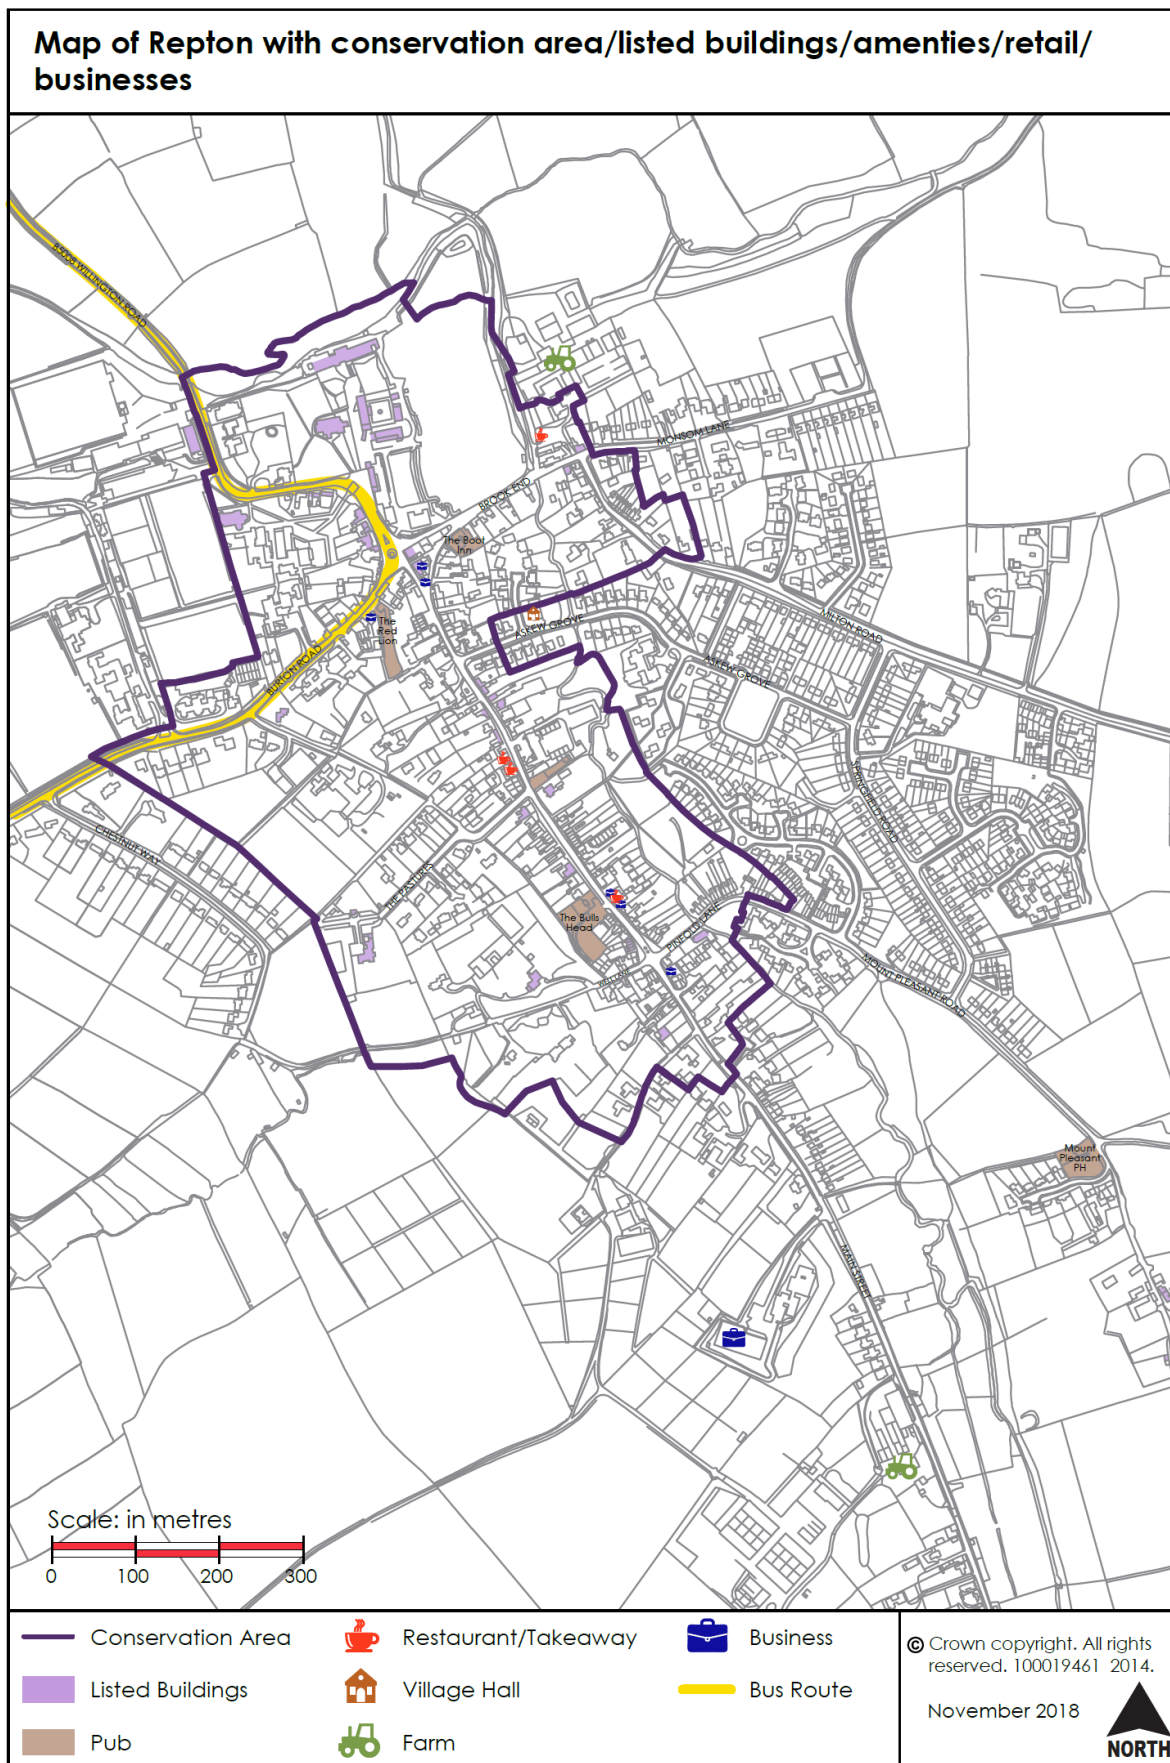 Map of Repton with conservation area/listed buildings/amenties/retail/
businesses
B5008 WILLINGTON ROAD
MONSOM LANE
BROOK END
The Boot
Inn
MILTON ROAD
The
Red
Lion
ASKEW GROVE
ASKEW GROVE
BURTON ROAD
SPRINGFIELD ROAD
CHESTNUT WAY
THE PASTURES
The Bulls
Head
PINFOLD LANE
WELL LANE
MOUNT PLEASANT ROAD
Mount
Pleasant
PH
MAIN STREET
Scale: in metres
0 100 200 300
Conservation Area
Listed Buildings
Pub
Restaurant/Takeaway
Village Hall
Farm
Business
Bus Route
© Crown copyright. All rights
reserved. 100019461 2014.
November 2018
NORTH